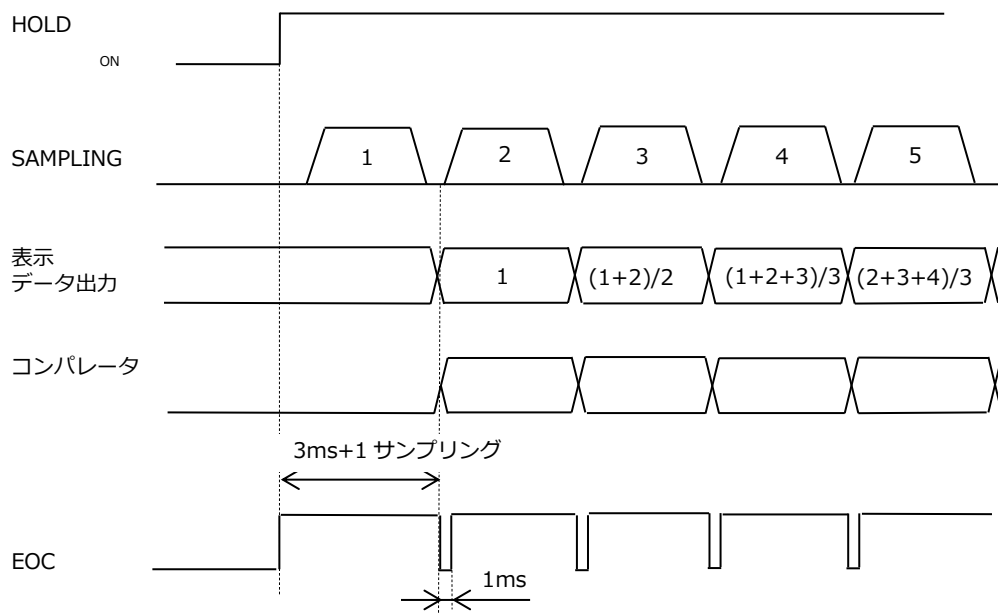 HOLD
ON
SAMPLING
1
2
3
4
5
表示
データ出力
1
(1+2)/2
(1+2+3)/3
(2+3+4)/3
コンパレータ
3ms+1 サンプリング
EOC
1ms